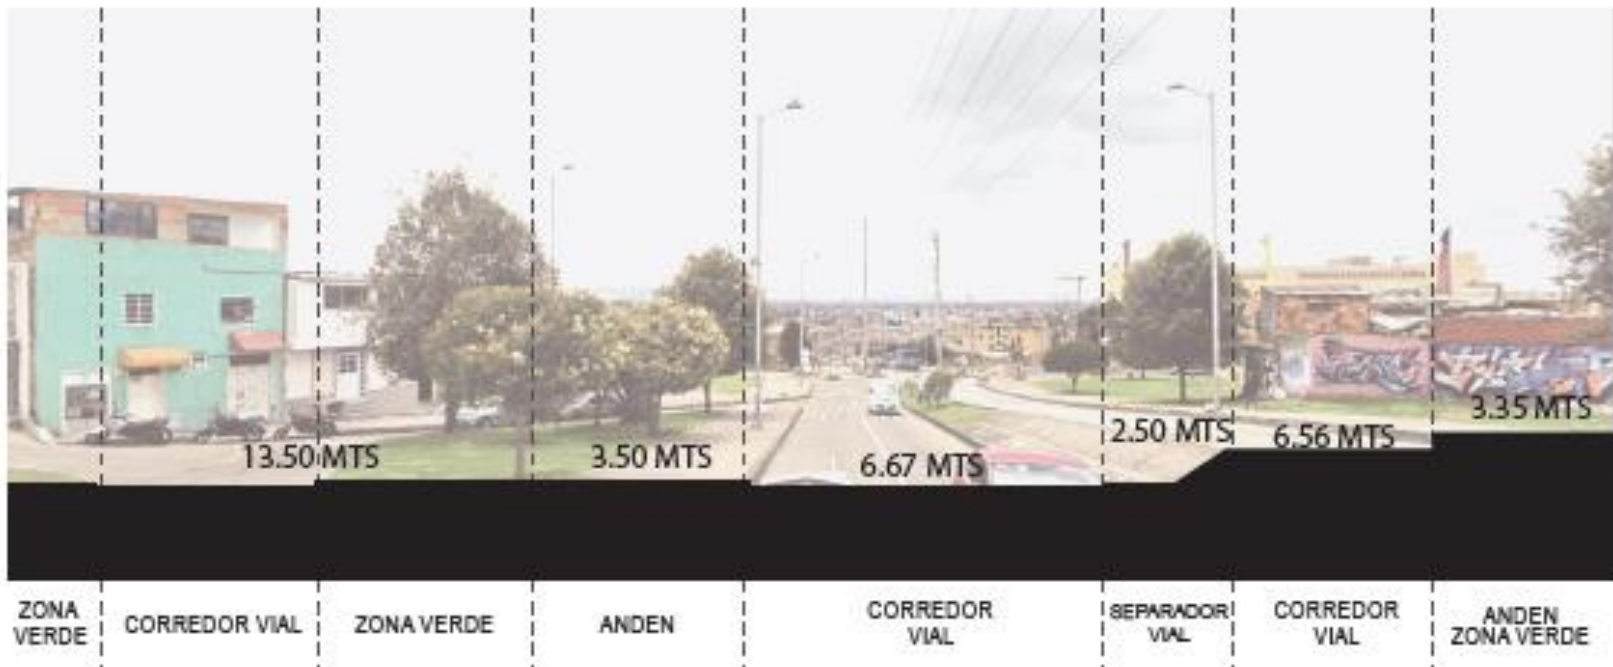 13.50 MTS
3.50 MTS
6.67 MTS
2.50 MTS
6.56 MTS
3.35 MTS
ZONA
VERDE
CORREDOR VIAL
ZONA VERDE
ANDEN
CORREDOR
VIAL
SEPARADOR
VIAL
CORREDOR
VIAL
ANDEN
ZONA VERDE